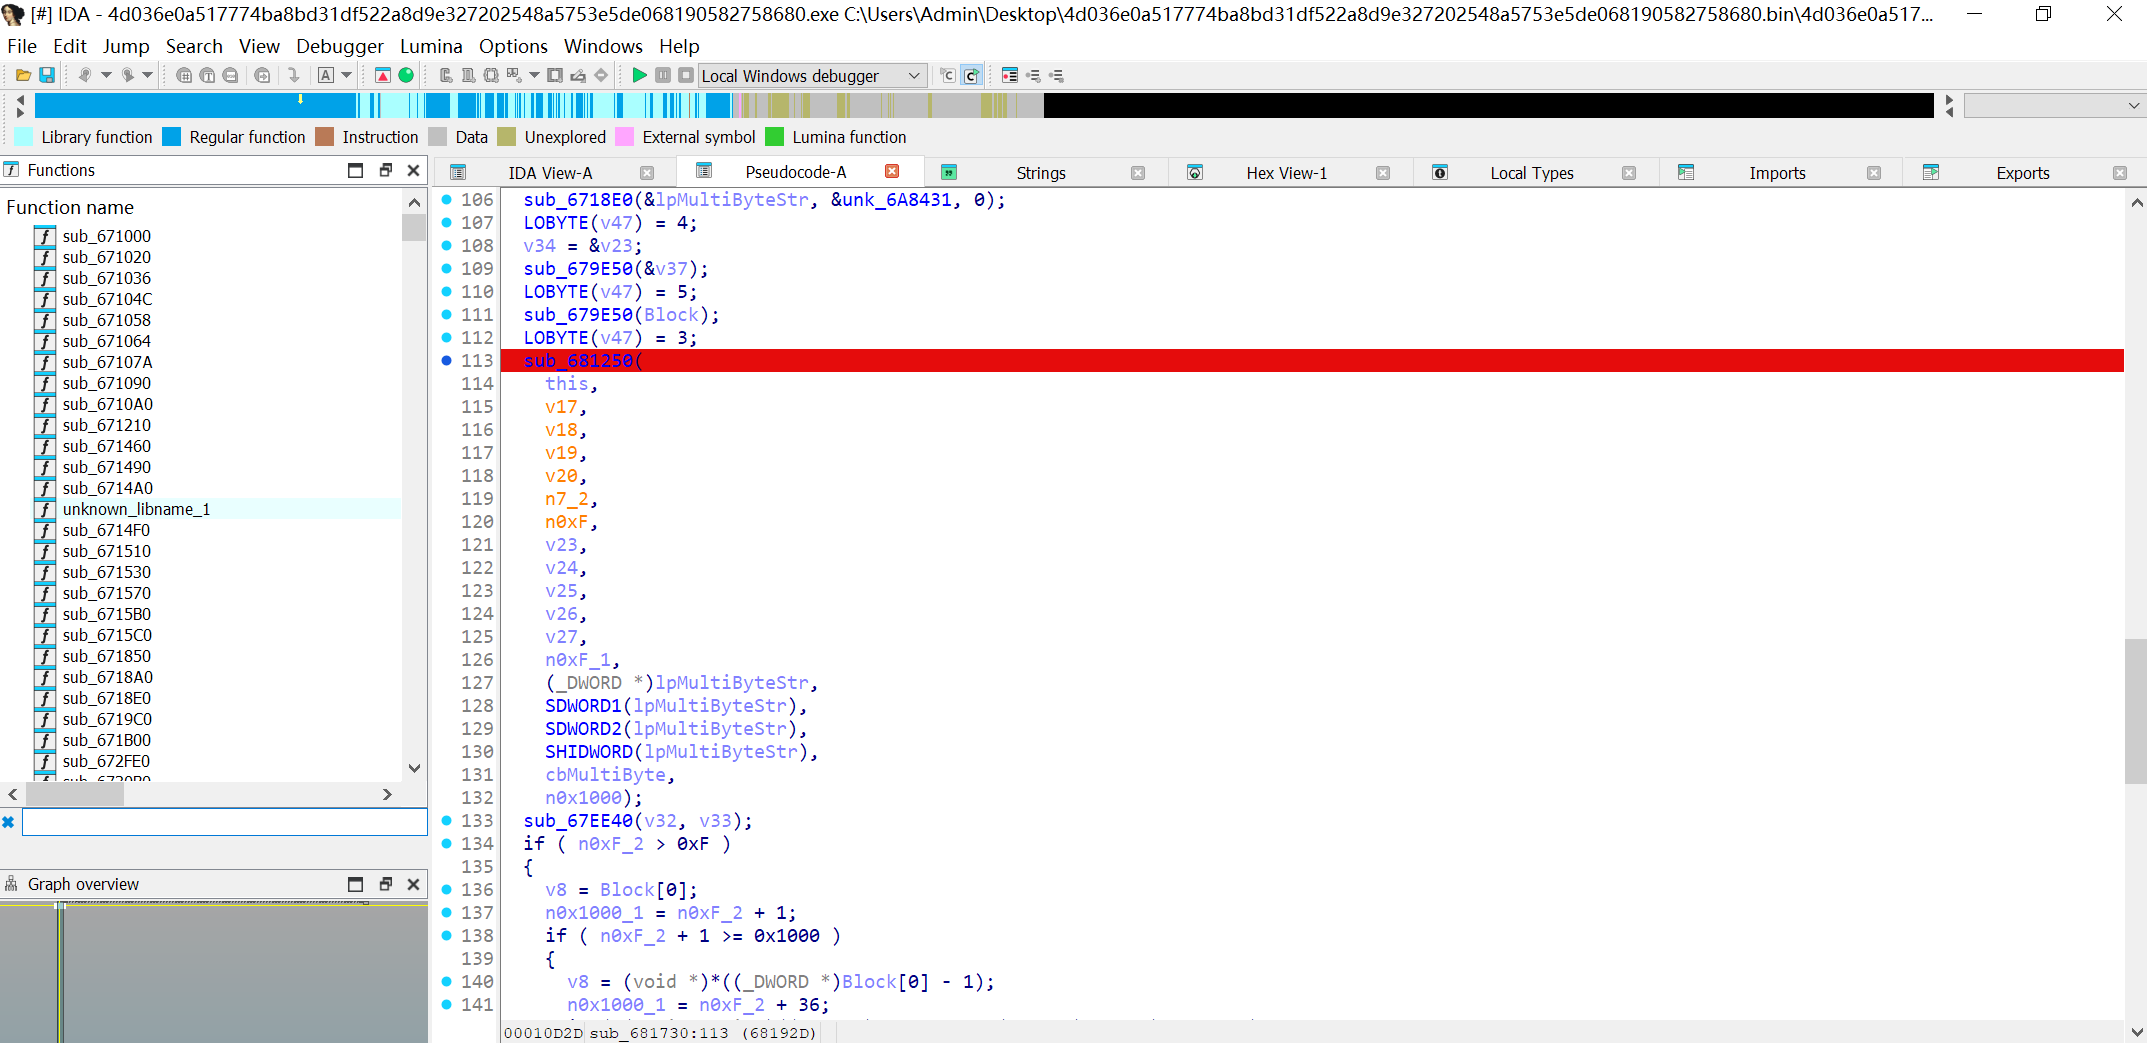 [#] IDA - 4d036e0a517774ba8bd31df522a8d9e327202548a5753e5de068190582758680.exe C:\Users\Admin\Desktop\4d036e0a517774ba8bd31df522a8d9e327202548a5753e5de068190582758680.bin\4d036e0a517...
File Edit Jump Search View Debugger Lumina Options Windows Help
Local Windows debugger
Library function Regular function Instruction Data Unexplored External symbol Lumina function
Functions
Function name
sub_671000
sub_671020
sub_671036
sub_67104C
sub_671058
sub_671064
sub_67107A
sub_671090
sub_6710A0
sub_671210
sub_671460
sub_671490
sub_6714A0
unknown_libname_1
sub_6714F0
sub_671510
sub_671530
sub_671570
sub_6715B0
sub_6715C0
sub_671850
sub_6718A0
sub_6718E0
sub_6719C0
sub_671B00
sub_672FE0
Graph overview
IDA View-A Pseudocode-A Strings Hex View-1 Local Types Imports Exports
106 sub_6718E0(&lpMultiByteStr, &unk_6A8431, 0);
107 LOBYTE(v47) = 4;
108 v34 = &v23;
109 sub_679E50(&v37);
110 LOBYTE(v47) = 5;
111 sub_679E50(Block);
112 LOBYTE(v47) = 3;
113 sub_681250(
114 this,
115 v17,
116 v18,
117 v19,
118 v20,
119 n7_2,
120 n0xF,
121 v23,
122 v24,
123 v25,
124 v26,
125 v27,
126 n0xF_1,
127 (_DWORD *)lpMultiByteStr,
128 SDWORD1(lpMultiByteStr),
129 SDWORD2(lpMultiByteStr),
130 SHIDWORD(lpMultiByteStr),
131 cbMultiByte,
132 n0x1000);
133 sub_67EE40(v32, v33);
134 if ( n0xF_2 > 0xF )
135 {
136 v8 = Block[0];
137 n0x1000_1 = n0xF_2 + 1;
138 if ( n0xF_2 + 1 >= 0x1000 )
139 {
140 v8 = (void *)*((_DWORD *)Block[0] - 1);
141 n0x1000_1 = n0xF_2 + 36;
00010D2D sub_681730:113 (68192D)